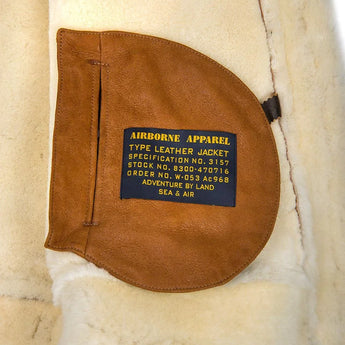 AIRBORNE APPAREL
TYPE LEATHER JACKET
SPECIFICATION NO. 3157
STOCK NO. 8300-470716
ORDER NO. W-053 AC968
ADVENTURE BY LAND
SEA & AIR